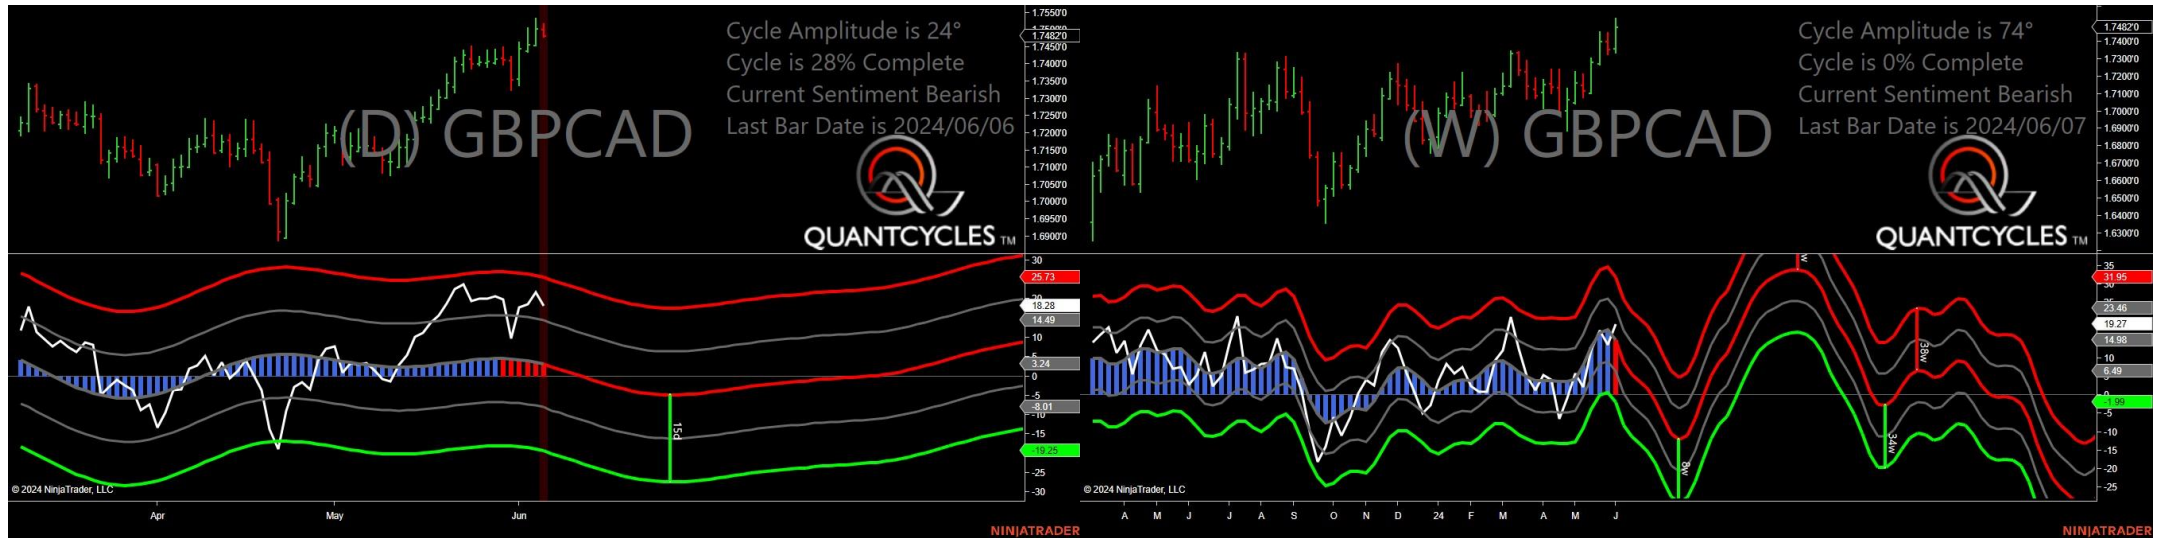 Cycle Amplitude is 24°
Cycle is 28% Complete
Current Sentiment Bearish
Last Bar Date is 2024/06/06
(D) GBPCAD
QUANTCYCLES TM
1.7550'0
1.7482'0
1.7450'0
1.7400'0
1.7350'0
1.7300'0
1.7250'0
1.7200'0
1.7150'0
1.7100'0
1.7050'0
1.7000'0
1.6950'0
1.6900'0
30
25.73
18.28
14.49
10
5
3.24
0
-5
-8.01
-10
-15
-19.25
-25
-30
15d
© 2024 NinjaTrader, LLC
Apr May Jun
NINJATRADER
Cycle Amplitude is 74°
Cycle is 0% Complete
Current Sentiment Bearish
Last Bar Date is 2024/06/07
(W) GBPCAD
QUANTCYCLES TM
1.7482'0
1.7400'0
1.7300'0
1.7200'0
1.7100'0
1.7000'0
1.6900'0
1.6800'0
1.6700'0
1.6600'0
1.6500'0
1.6400'0
1.6300'0
35
31.95
30
23.46
19.27
14.98
10
6.49
-1.99
-5
-10
-15
-20
-25
w
38w
34w
8w
© 2024 NinjaTrader, LLC
A M J J A S O N D 24 F M A M J
NINJATRADER